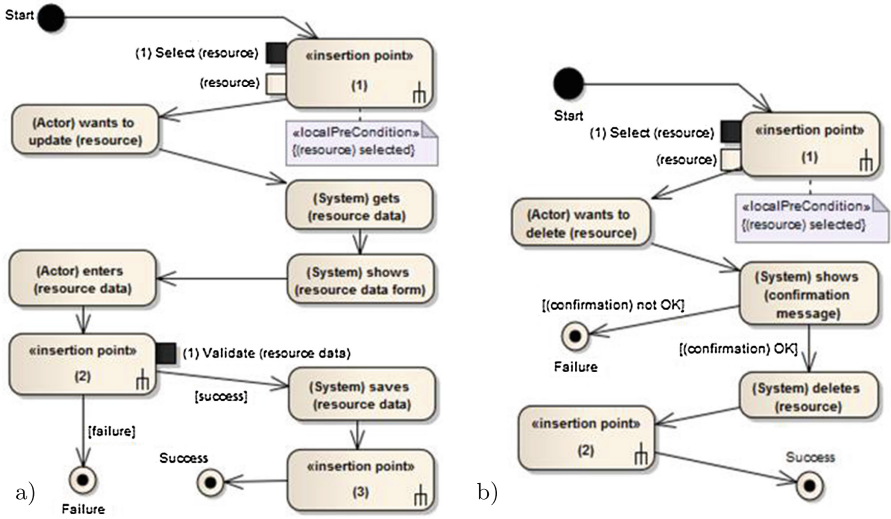 Start
(1) Select (resource)
(resource)
«insertion point»
(1)
(Actor) wants to
update (resource)
«localPreCondition»
{(resource) selected}
(System) gets
(resource data)
(Actor) enters
(resource data)
(System) shows
(resource data form)
«insertion point»
(2)
(1) Validate (resource data)
[success]
(System) saves
(resource data)
[failure]
Success
«insertion point»
(3)
a)
Failure
Start
(1) Select (resource)
(resource)
«insertion point»
(1)
«localPreCondition»
{(resource) selected}
(Actor) wants to
delete (resource)
(System) shows
(confirmation
message)
[(confirmation) not OK]
Failure
[(confirmation) OK]
(System) deletes
(resource)
«insertion point»
(2)
Success
b)